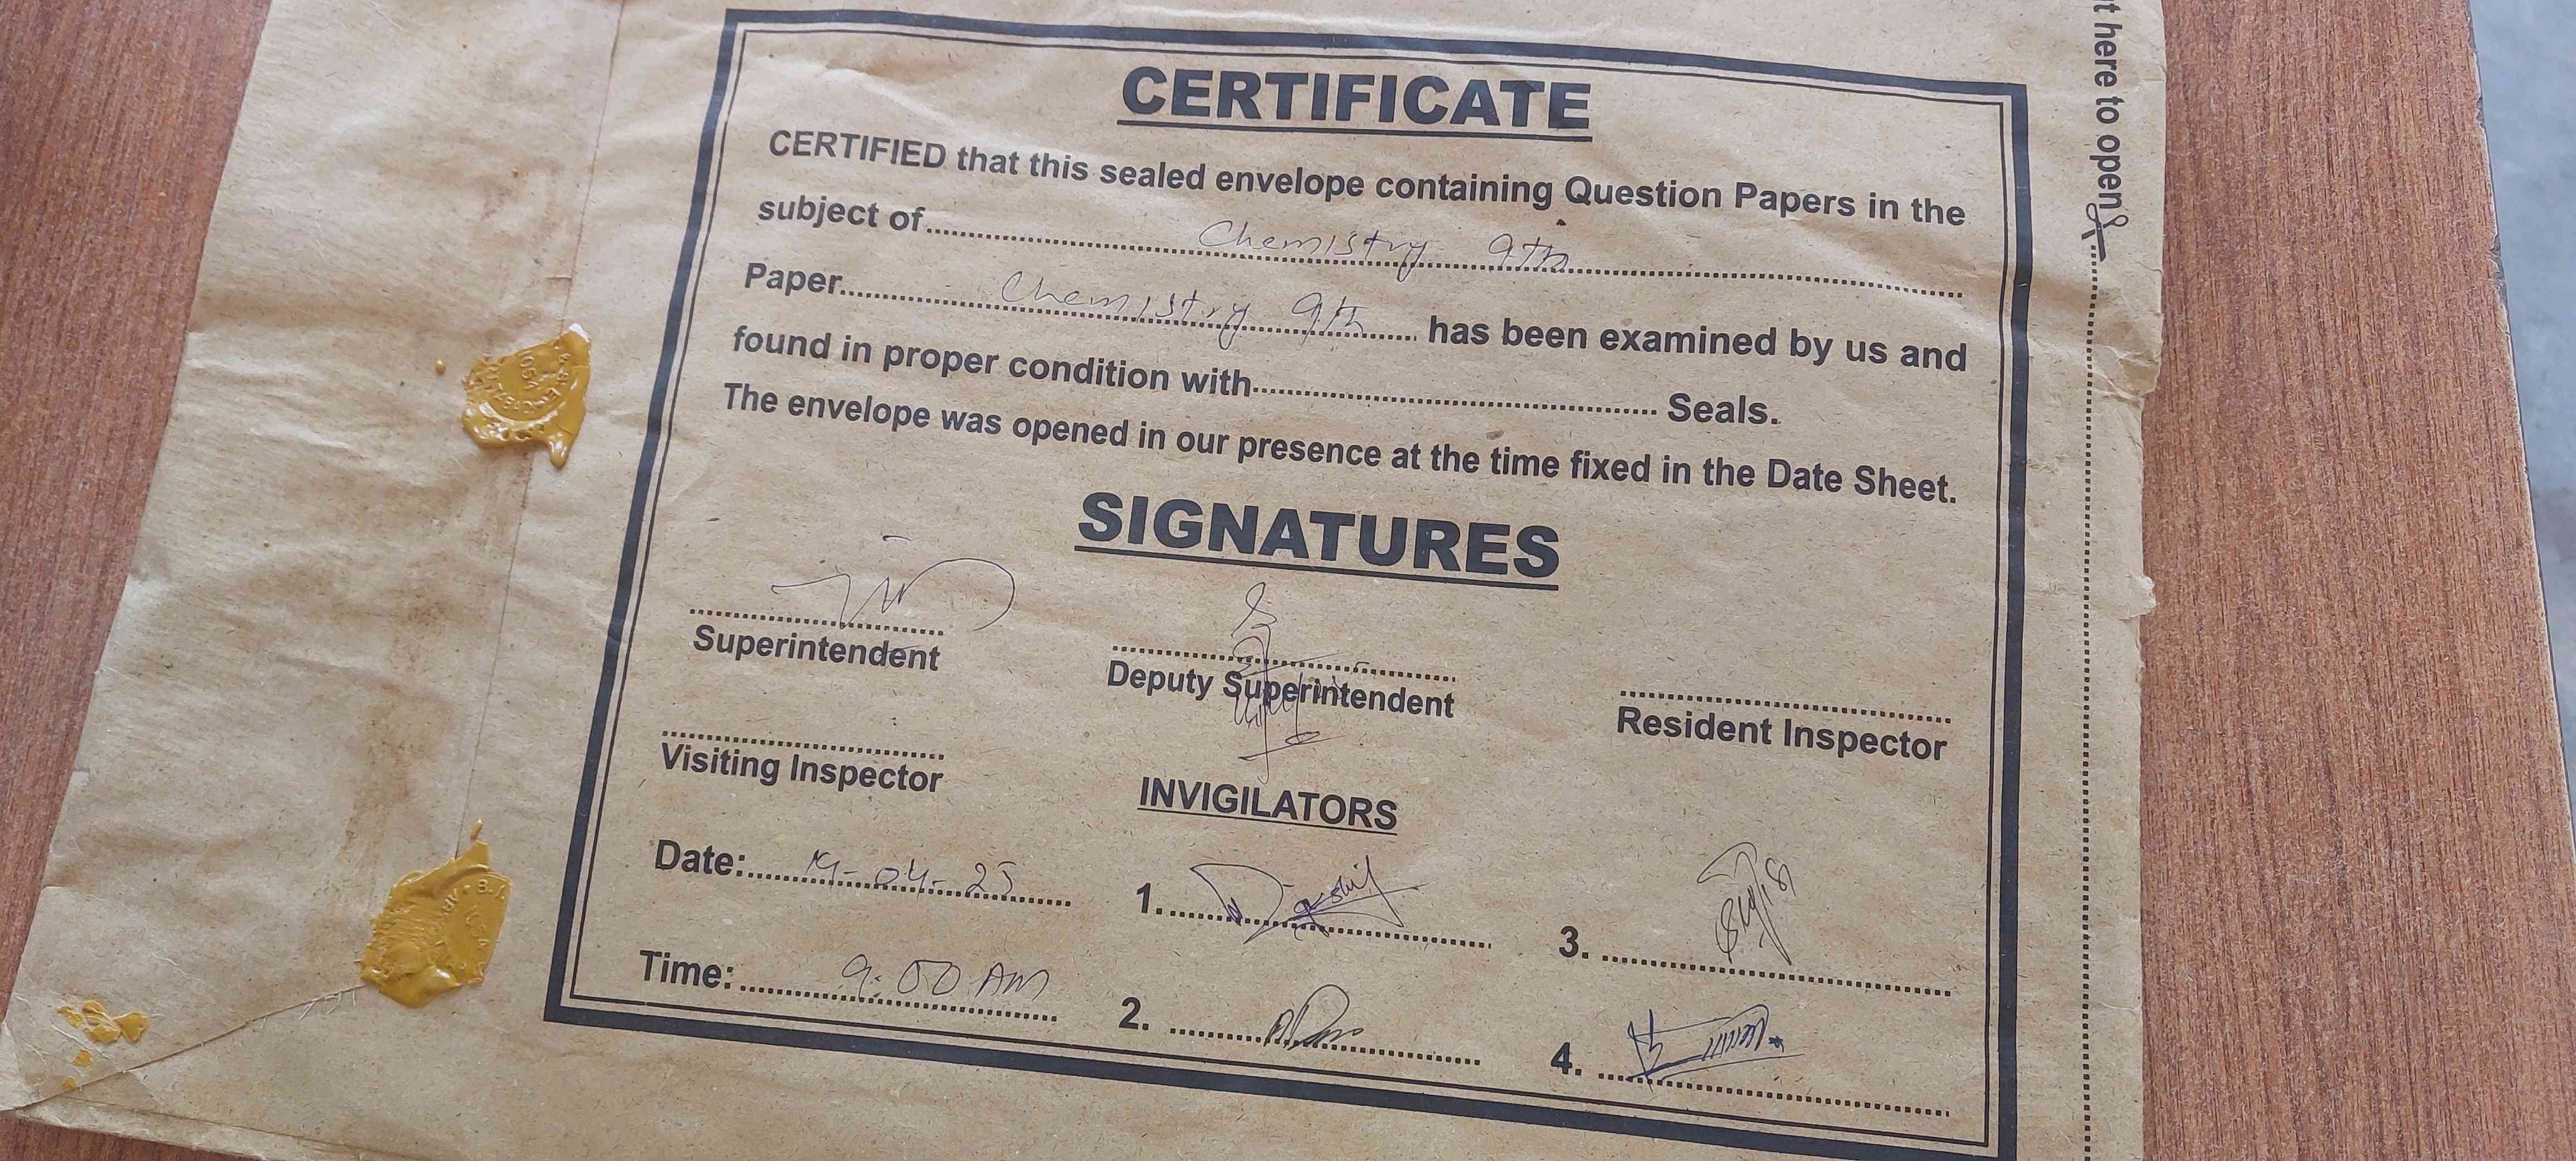 t here to open
CERTIFICATE
CERTIFIED that this sealed envelope containing Question Papers in the
subject of Chemistry 9th
Paper Chemistry 9th has been examined by us and
found in proper condition with Seals.
The envelope was opened in our presence at the time fixed in the Date Sheet.
SIGNATURES
Superintendent
Deputy Superintendent
Resident Inspector
Visiting Inspector
INVIGILATORS
Date: 19-04-25
1.
3.
Time: 9:00 AM
2.
4.